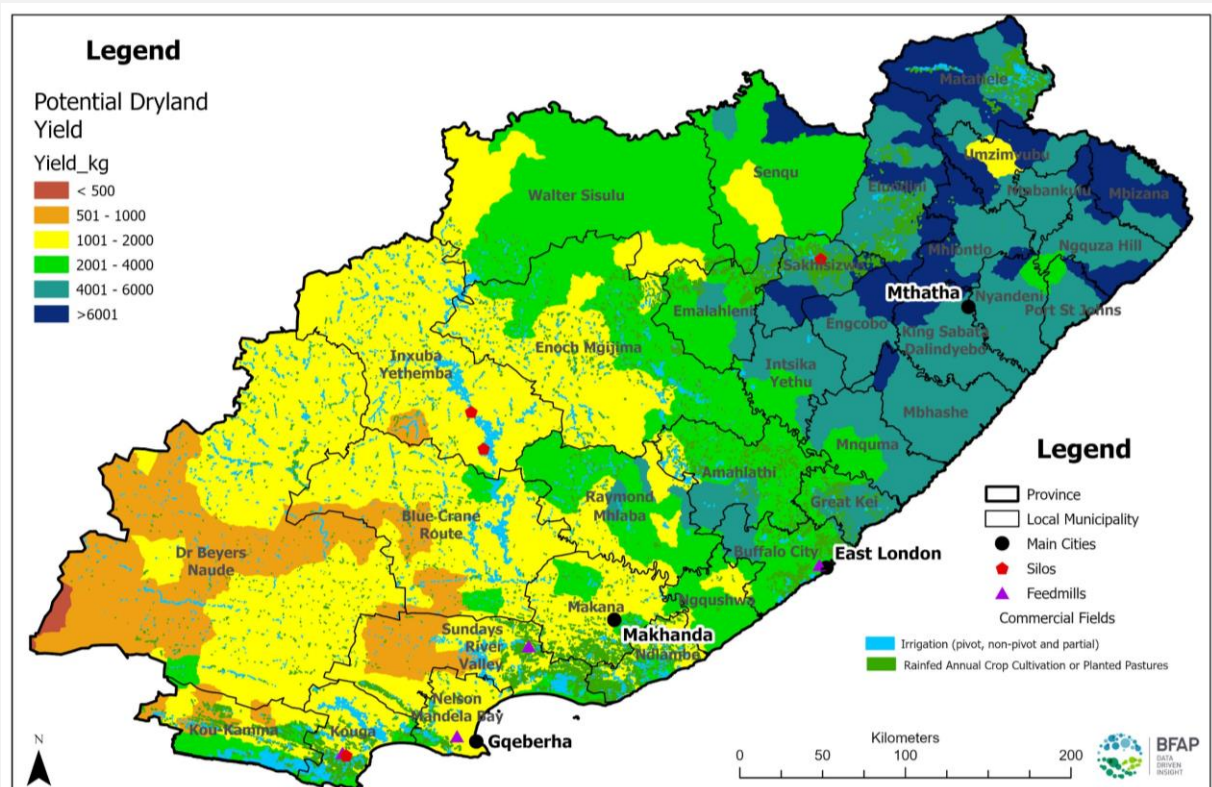 Legend
Potential Dryland
Yield
Yield_kg
< 500
501 - 1000
1001 - 2000
2001 - 4000
4001 - 6000
>6001
Matatiele
Umzimvubu
Senqu
Elundini
Ntabankulu
Mbizana
Walter Sisulu
Mhlontlo
Ngquza Hill
Sakhisizwe
Mthatha
Nyandeni
Port St Johns
Emalahleni
Engcobo
King Sabata
Dalindyebo
Enoch Mgijima
Inxuba
Yethemba
Intsika
Yethu
Mbhashe
Mnquma
Amahlathi
Raymond
Mhlaba
Great Kei
Blue Crane
Route
Dr Beyers
Naude
Buffalo City
East London
Makana
Ngqushwa
Makhanda
Sundays
River
Valley
Ndlambe
Nelson
Mandela Bay
Kou-Kamma
Kouga
Gqeberha
Legend
Province
Local Municipality
Main Cities
Silos
Feedmills
Commercial Fields
Irrigation (pivot, non-pivot and partial)
Rainfed Annual Crop Cultivation or Planted Pastures
N
Kilometers
0 50 100 200
BFAP
DATA
DRIVEN
INSIGHT